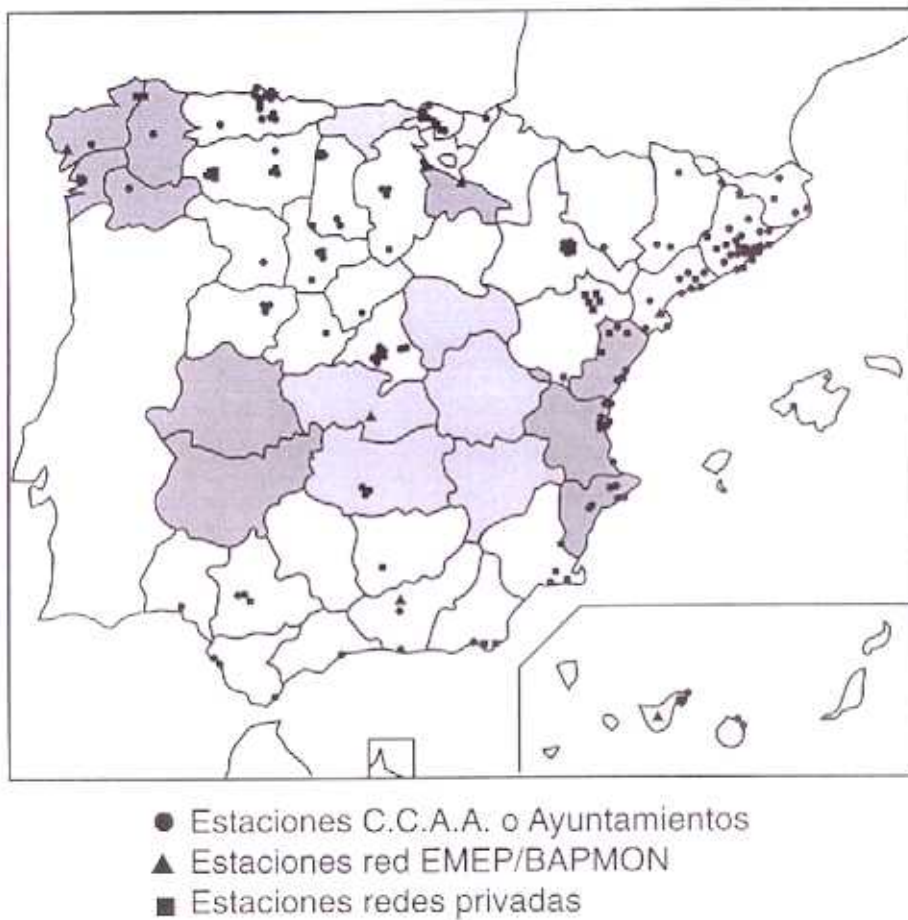 Estaciones C.C.A.A. o Ayuntamientos
Estaciones red EMEP/BAPMON
Estaciones redes privadas